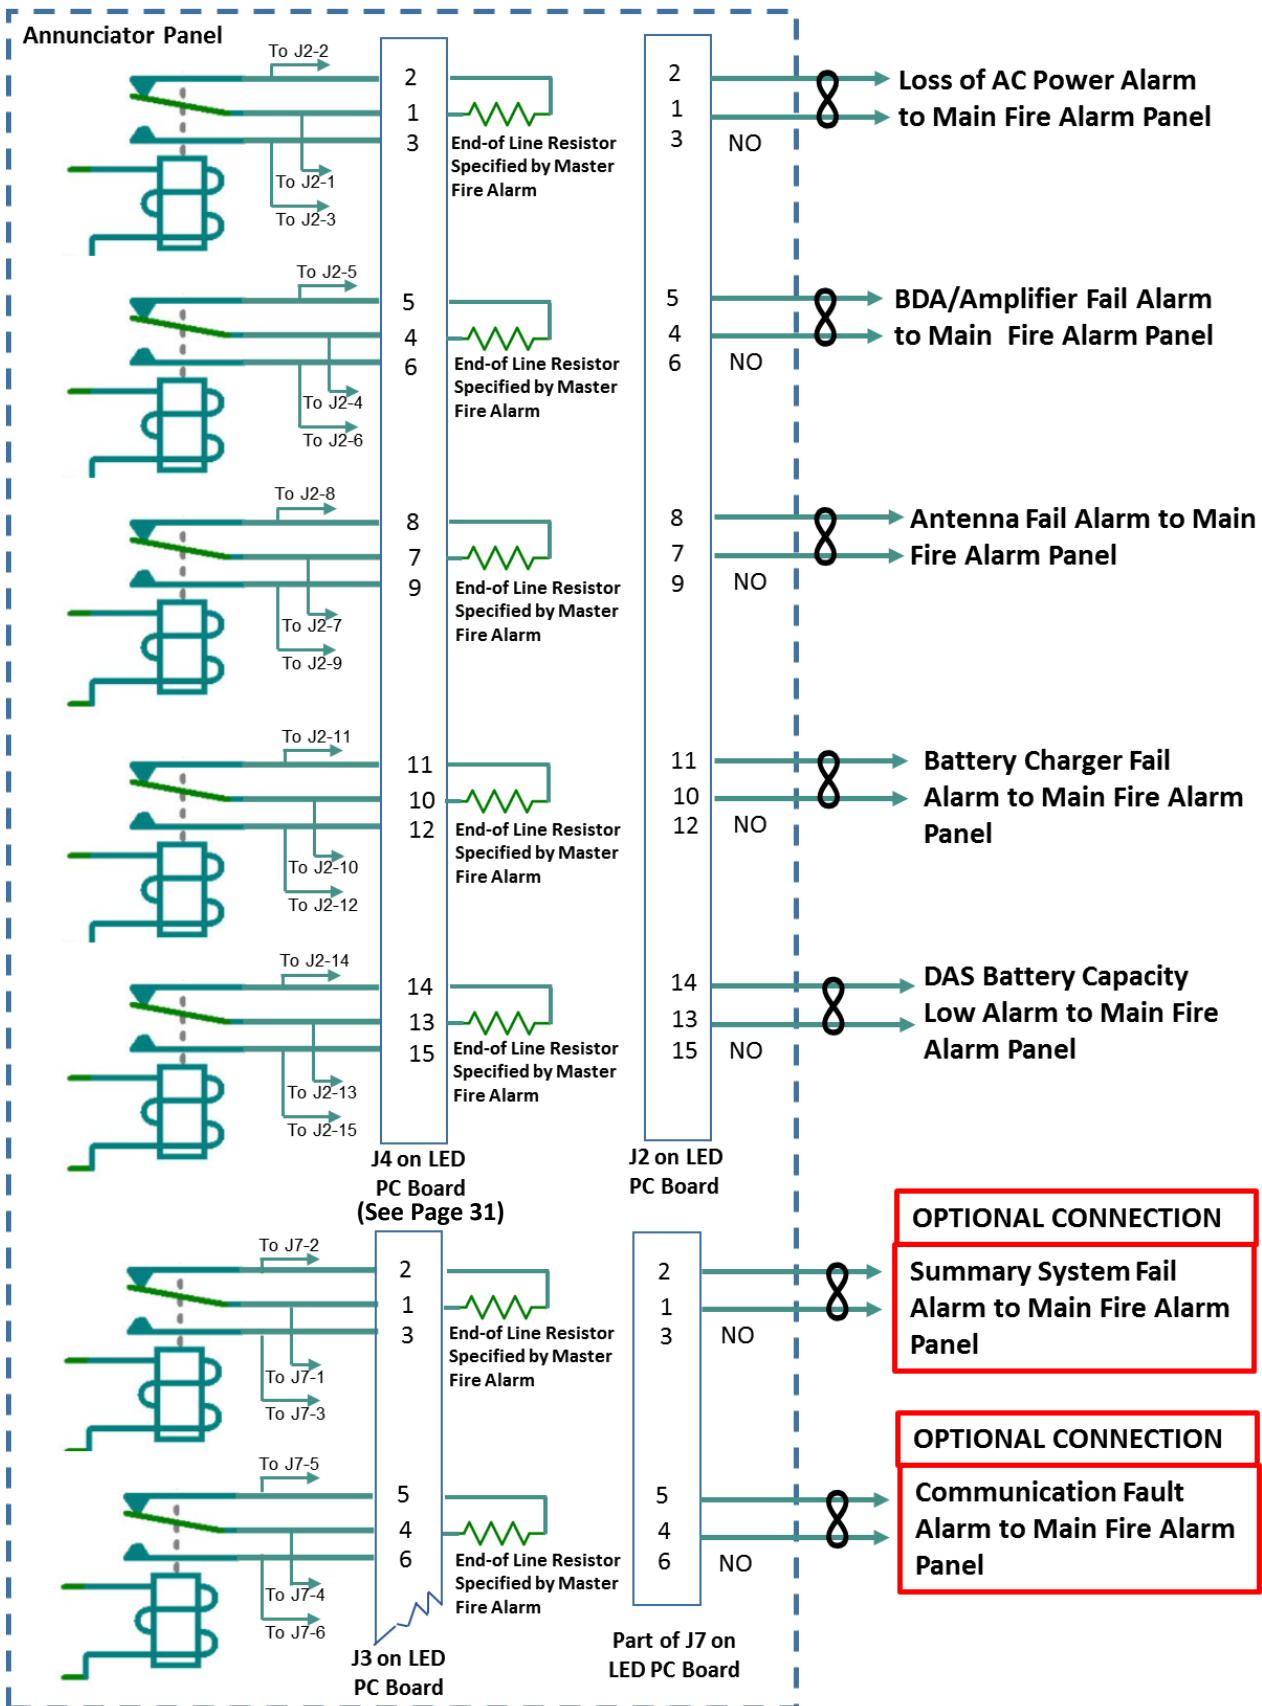 Annunciator Panel
To J2-2
2
1
3
To J2-1
To J2-3
End-of Line Resistor
Specified by Master
Fire Alarm
2
1
3
NO
Loss of AC Power Alarm
to Main Fire Alarm Panel
To J2-5
5
4
6
To J2-4
To J2-6
End-of Line Resistor
Specified by Master
Fire Alarm
5
4
6
NO
BDA/Amplifier Fail Alarm
to Main Fire Alarm Panel
To J2-8
8
7
9
To J2-7
To J2-9
End-of Line Resistor
Specified by Master
Fire Alarm
8
7
9
NO
Antenna Fail Alarm to Main
Fire Alarm Panel
To J2-11
11
10
12
To J2-10
To J2-12
End-of Line Resistor
Specified by Master
Fire Alarm
11
10
12
NO
Battery Charger Fail
Alarm to Main Fire Alarm
Panel
To J2-14
14
13
15
To J2-13
To J2-15
End-of Line Resistor
Specified by Master
Fire Alarm
14
13
15
NO
DAS Battery Capacity
Low Alarm to Main Fire
Alarm Panel
J4 on LED
PC Board
(See Page 31)
J2 on LED
PC Board
To J7-2
2
1
3
To J7-1
To J7-3
End-of Line Resistor
Specified by Master
Fire Alarm
2
1
3
NO
OPTIONAL CONNECTION
Summary System Fail
Alarm to Main Fire Alarm
Panel
To J7-5
5
4
6
To J7-4
To J7-6
End-of Line Resistor
Specified by Master
Fire Alarm
5
4
6
NO
OPTIONAL CONNECTION
Communication Fault
Alarm to Main Fire Alarm
Panel
J3 on LED
PC Board
Part of J7 on
LED PC Board